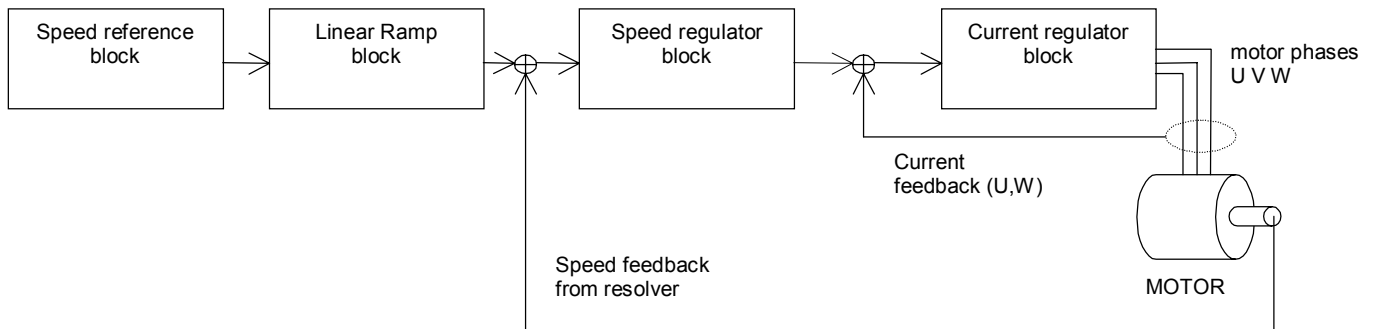 Speed reference
block
Linear Ramp
block
Speed regulator
block
Current regulator
block
motor phases
U V W
Current
feedback (U,W)
Speed feedback
from resolver
MOTOR